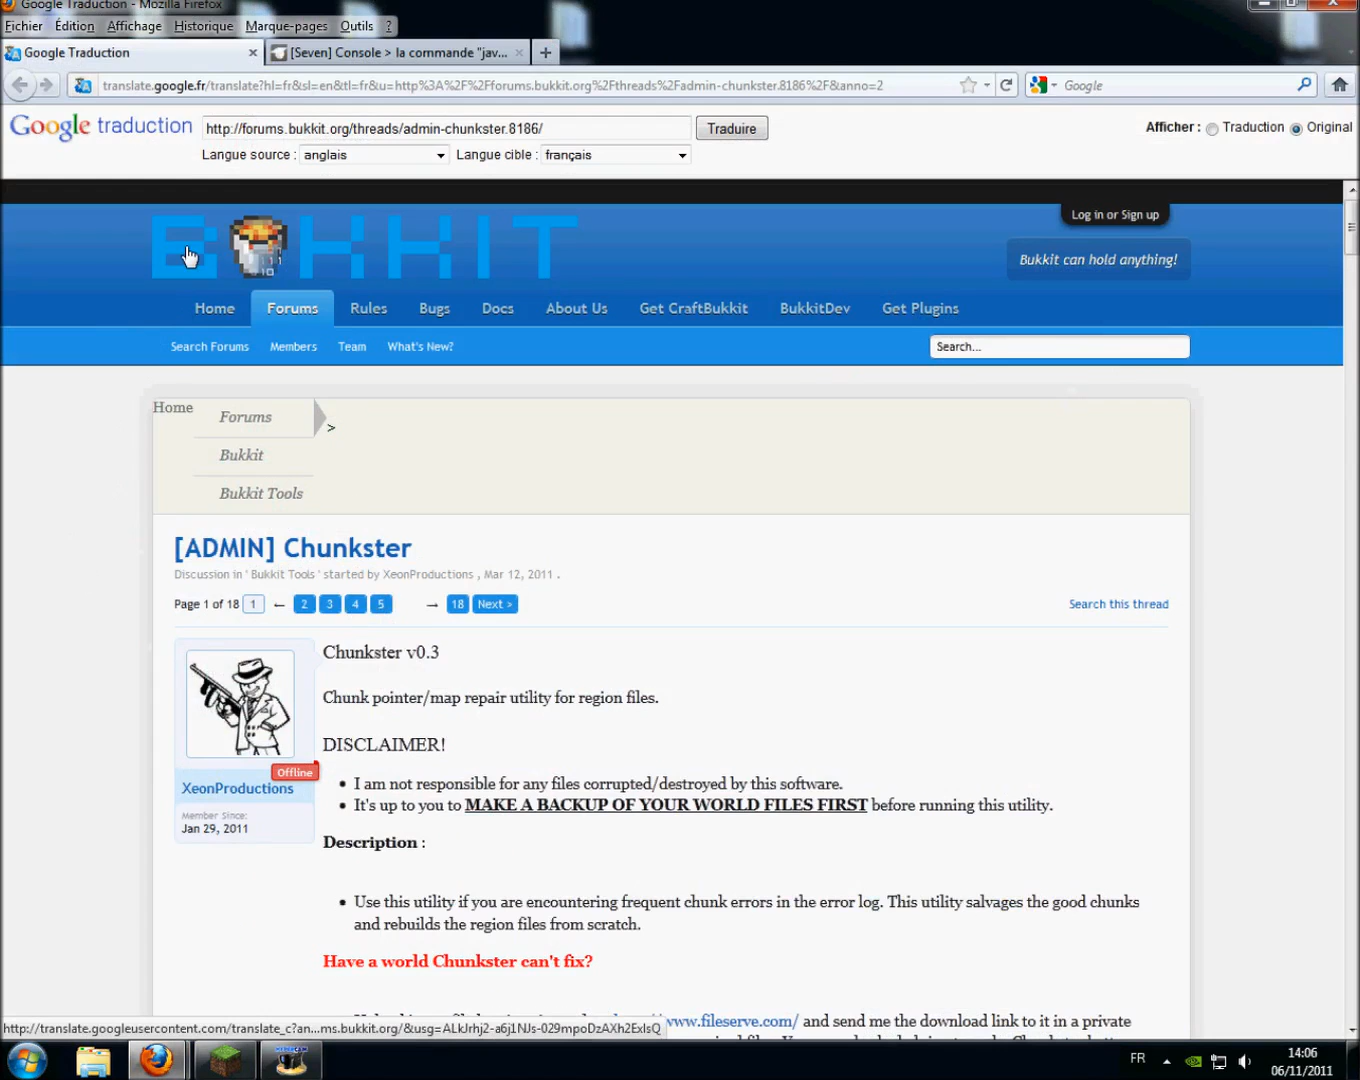 Google Traduction - Mozilla Firefox
Fichier Édition Affichage Historique Marque-pages Outils ?
Google Traduction [Seven] Console > la commande "jav...
translate.google.fr/translate?hl=fr&sl=en&tl=fr&u=http%3A%2F%2Fforums.bukkit.org%2Fthreads%2Fadmin-chunkster.8186%2F&anno=2 Google
Google traduction http://forums.bukkit.org/threads/admin-chunkster.8186/ Traduire Afficher : Traduction Original
Langue source : anglais Langue cible : français
BUKKIT
Log in or Sign up
Bukkit can hold anything!
Home Forums Rules Bugs Docs About Us Get CraftBukkit BukkitDev Get Plugins
Search Forums Members Team What's New? Search...
Home Forums >
Bukkit
Bukkit Tools
[ADMIN] Chunkster
Discussion in ' Bukkit Tools ' started by XeonProductions , Mar 12, 2011 .
Page 1 of 18 1 ← 2 3 4 5 → 18 Next > Search this thread
Chunkster v0.3
Chunk pointer/map repair utility for region files.
DISCLAIMER!
Offline
XeonProductions
Member Since:
Jan 29, 2011
• I am not responsible for any files corrupted/destroyed by this software.
• It's up to you to MAKE A BACKUP OF YOUR WORLD FILES FIRST before running this utility.
Description :
• Use this utility if you are encountering frequent chunk errors in the error log. This utility salvages the good chunks
and rebuilds the region files from scratch.
Have a world Chunkster can't fix?
www.fileserve.com/ and send me the download link to it in a private
http://translate.googleusercontent.com/translate_c?an...ms.bukkit.org/&usg=ALkJrhj2-a6j1NJs-029mpoDzAXh2ExlsQ
FR 14:06
06/11/2011